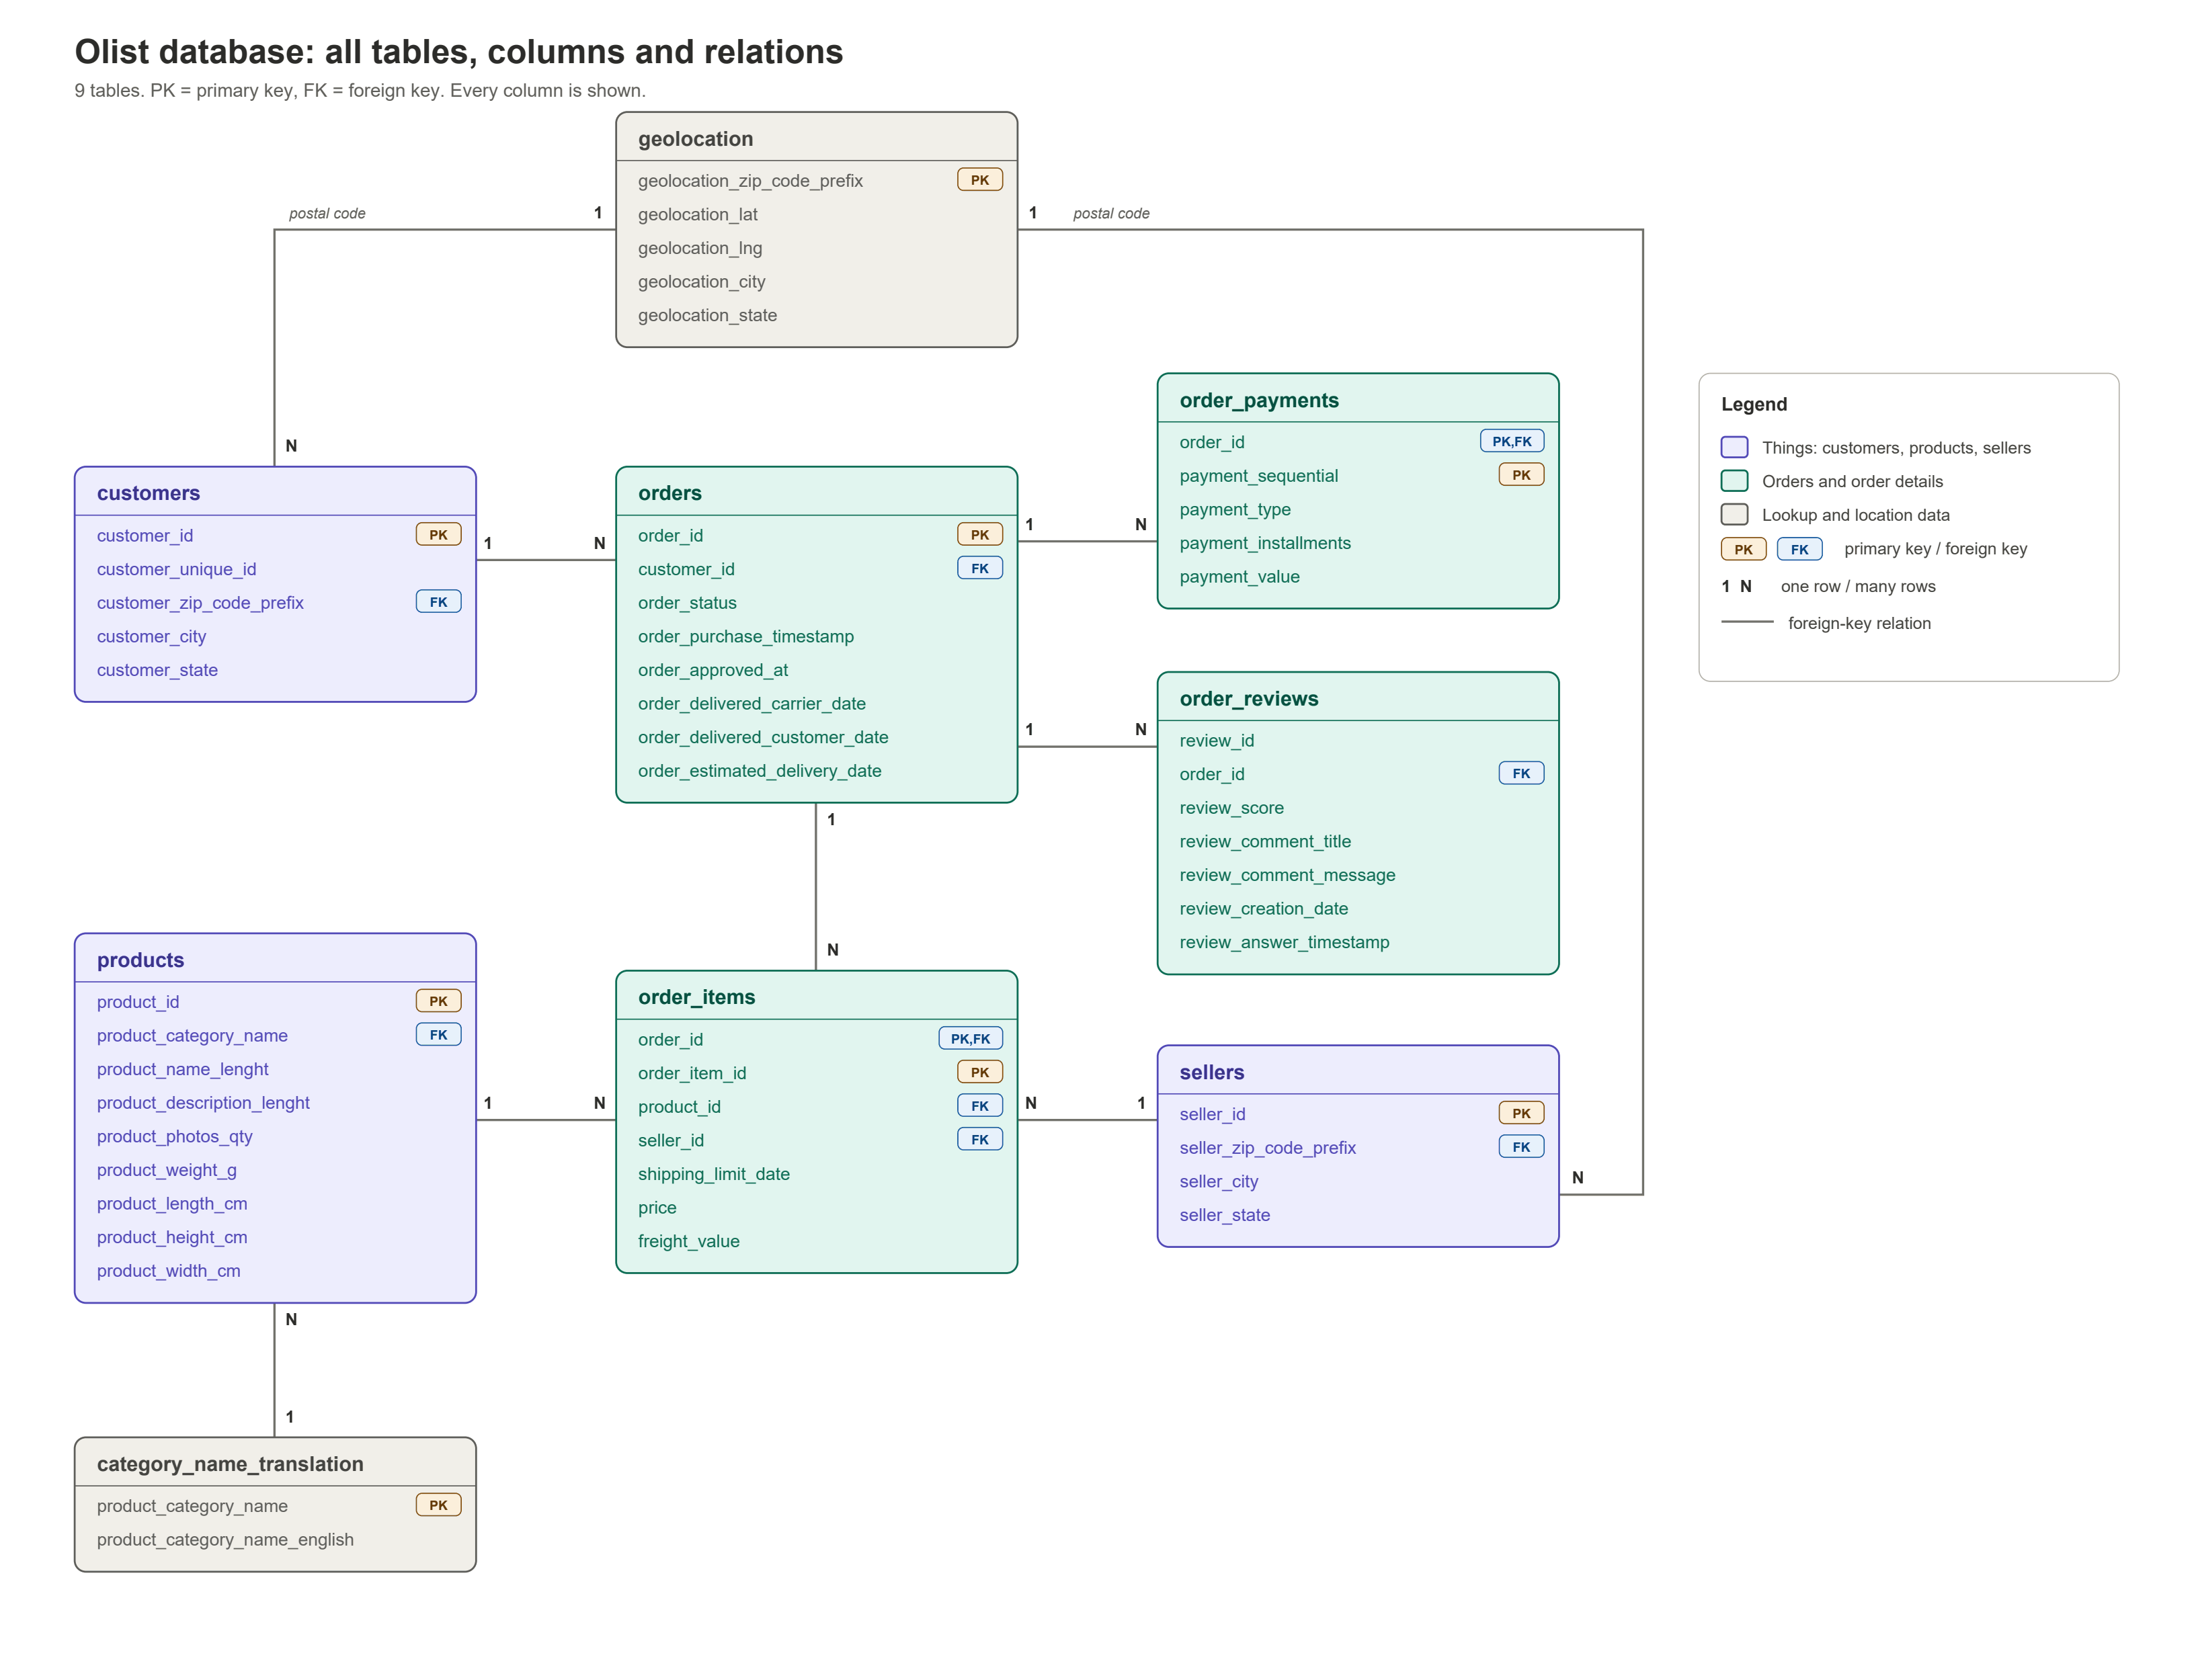 Olist database: all tables, columns and relations
9 tables. PK = primary key, FK = foreign key. Every column is shown.
geolocation
geolocation_zip_code_prefix PK
geolocation_lat
geolocation_lng
geolocation_city
geolocation_state
postal code 1
1 postal code
N
customers
customer_id PK
customer_unique_id
customer_zip_code_prefix FK
customer_city
customer_state
1 N
orders
order_id PK
customer_id FK
order_status
order_purchase_timestamp
order_approved_at
order_delivered_carrier_date
order_delivered_customer_date
order_estimated_delivery_date
1 N
1 N
order_payments
order_id PK,FK
payment_sequential PK
payment_type
payment_installments
payment_value
order_reviews
review_id
order_id FK
review_score
review_comment_title
review_comment_message
review_creation_date
review_answer_timestamp
Legend
Things: customers, products, sellers
Orders and order details
Lookup and location data
PK FK primary key / foreign key
1 N one row / many rows
foreign-key relation
1
N
products
product_id PK
product_category_name FK
product_name_lenght
product_description_lenght
product_photos_qty
product_weight_g
product_length_cm
product_height_cm
product_width_cm
1 N
order_items
order_id PK,FK
order_item_id PK
product_id FK
seller_id FK
shipping_limit_date
price
freight_value
N 1
sellers
seller_id PK
seller_zip_code_prefix FK
seller_city
seller_state
N
N
1
category_name_translation
product_category_name PK
product_category_name_english